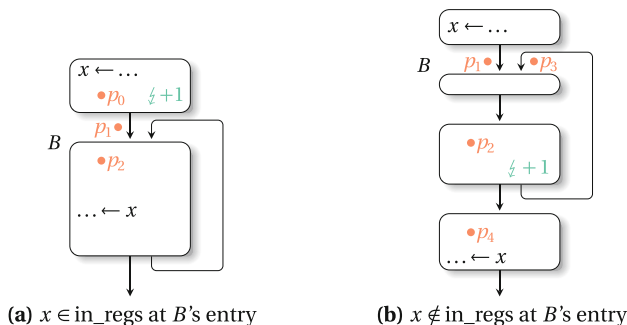 x ← …
p₀ ↯ +1
p₁
B
p₂
… ← x
(a) x ∈ in_regs at B's entry
x ← …
p₁ p₃
B
p₂
↯ +1
p₄
… ← x
(b) x ∉ in_regs at B's entry